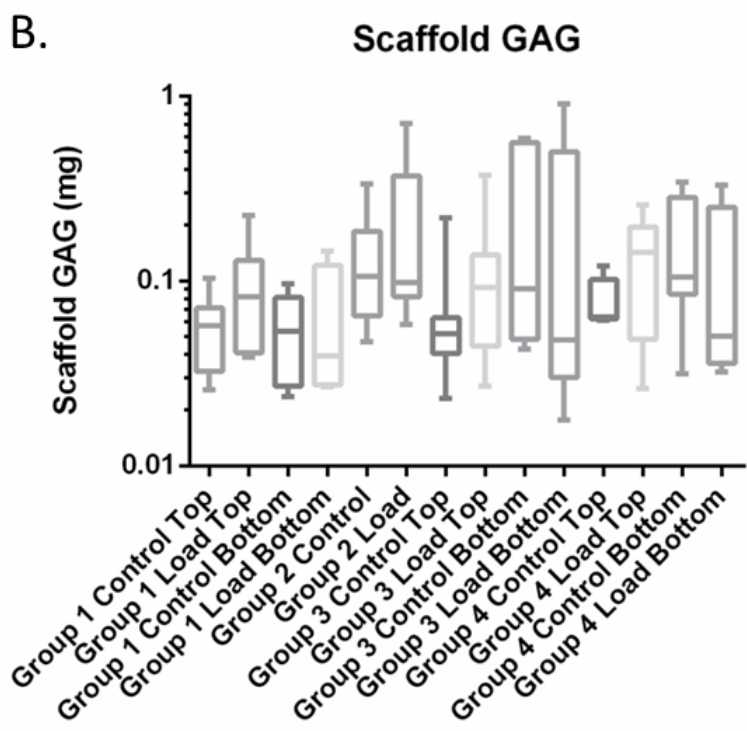 B.
Scaffold GAG
Scaffold GAG (mg)
1
0.1
0.01
Group 1 Control Top
Group 1 Load Top
Group 1 Control Bottom
Group 1 Load Bottom
Group 2 Control
Group 2 Load
Group 3 Control Top
Group 3 Load Top
Group 3 Control Bottom
Group 3 Load Bottom
Group 4 Control Top
Group 4 Load Top
Group 4 Control Bottom
Group 4 Load Bottom